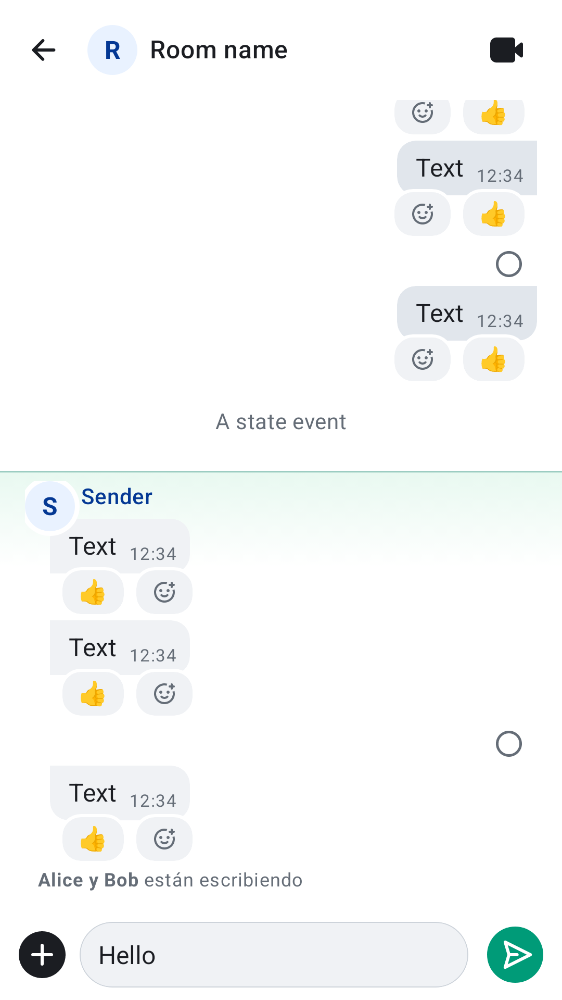 R Room name
Text 12:34
Text 12:34
A state event
S Sender
Text 12:34
Text 12:34
Text 12:34
Alice y Bob están escribiendo
Hello